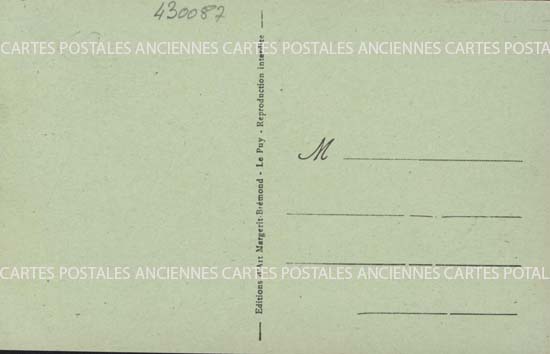 430087
CARTES POSTALES ANCIENNES CARTES POSTALES ANCIENNES CARTES POSTALES
Editions d'Art Margerit-Brémond - Le Puy - Reproduction interdite
M
CARTES POSTALES ANCIENNES CARTES POSTALES ANCIENNES CARTES POSTAL